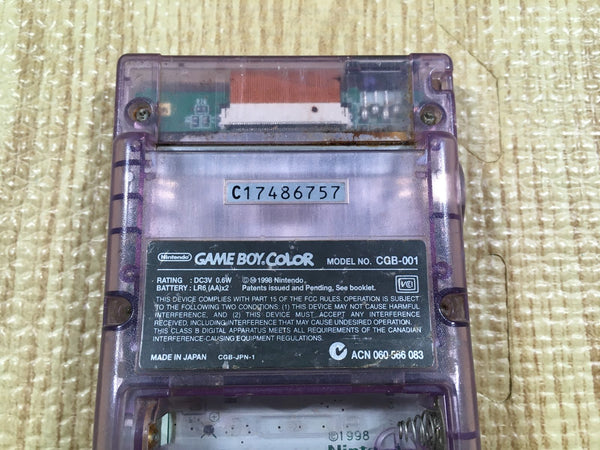 C17486757
Nintendo GAME BOY COLOR MODEL NO. CGB-001
RATING : DC3V 0.6W
BATTERY : LR6 (AA)x2
©Ⓜ 1998 Nintendo,
Patents issued and Pending, See booklet.
VCI
THIS DEVICE COMPLIES WITH PART 15 OF THE FCC RULES. OPERATION IS SUBJECT
TO THE FOLLOWING TWO CONDITIONS: (1) THIS DEVICE MAY NOT CAUSE HARMFUL
INTERFERENCE, AND (2) THIS DEVICE MUST ACCEPT ANY INTERFERENCE
RECEIVED, INCLUDING INTERFERENCE THAT MAY CAUSE UNDESIRED OPERATION.
THIS CLASS B DIGITAL APPARATUS MEETS ALL REQUIREMENTS OF THE CANADIAN
INTERFERENCE-CAUSING EQUIPMENT REGULATIONS.
MADE IN JAPAN CGB-JPN-1 ACN 060 566 083
©1998